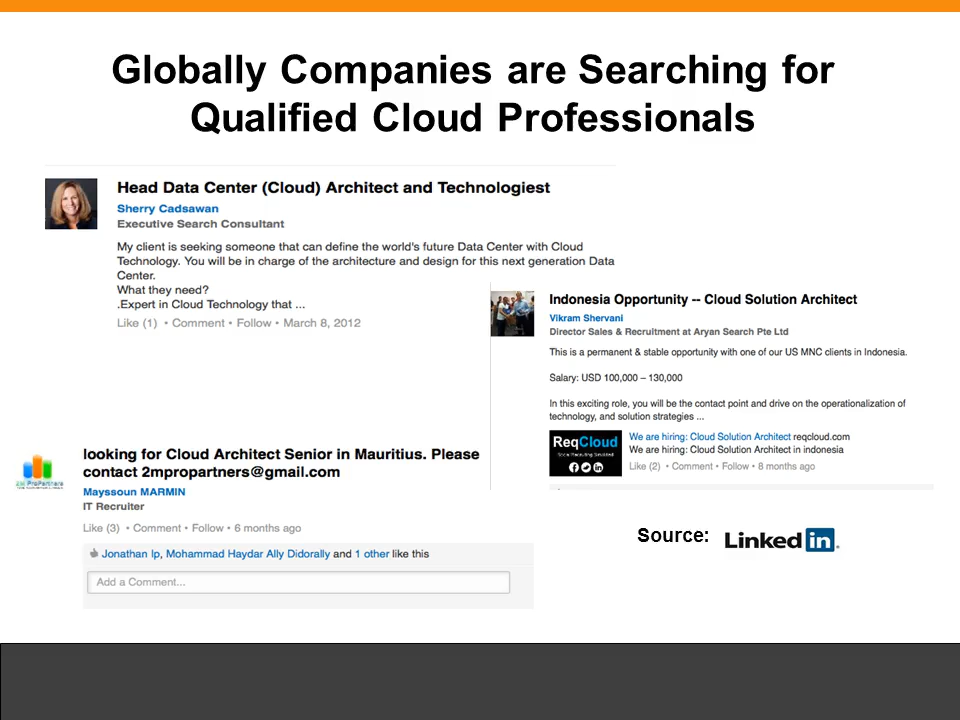 Globally Companies are Searching for
Qualified Cloud Professionals
Head Data Center (Cloud) Architect and Technologiest
Sherry Cadsawan
Executive Search Consultant
My client is seeking someone that can define the world's future Data Center with Cloud
Technology. You will be in charge of the architecture and design for this next generation Data
Center.
What they need?
.Expert in Cloud Technology that ...
Like (1) • Comment • Follow • March 8, 2012
Indonesia Opportunity -- Cloud Solution Architect
Vikram Shervani
Director Sales & Recruitment at Aryan Search Pte Ltd
This is a permanent & stable opportunity with one of our US MNC clients in Indonesia.
Salary: USD 100,000 – 130,000
In this exciting role, you will be the contact point and drive on the operationalization of
technology, and solution strategies ...
ReqCloud
We are hiring: Cloud Solution Architect reqcloud.com
We are hiring: Cloud Solution Architect in indonesia
Like (2) • Comment • Follow • 8 months ago
looking for Cloud Architect Senior in Mauritius. Please
contact 2mpropartners@gmail.com
Mayssoun MARMIN
IT Recruiter
Like (3) • Comment • Follow • 6 months ago
Jonathan Ip, Mohammad Haydar Ally Didorally and 1 other like this
Add a Comment...
Source: Linked in